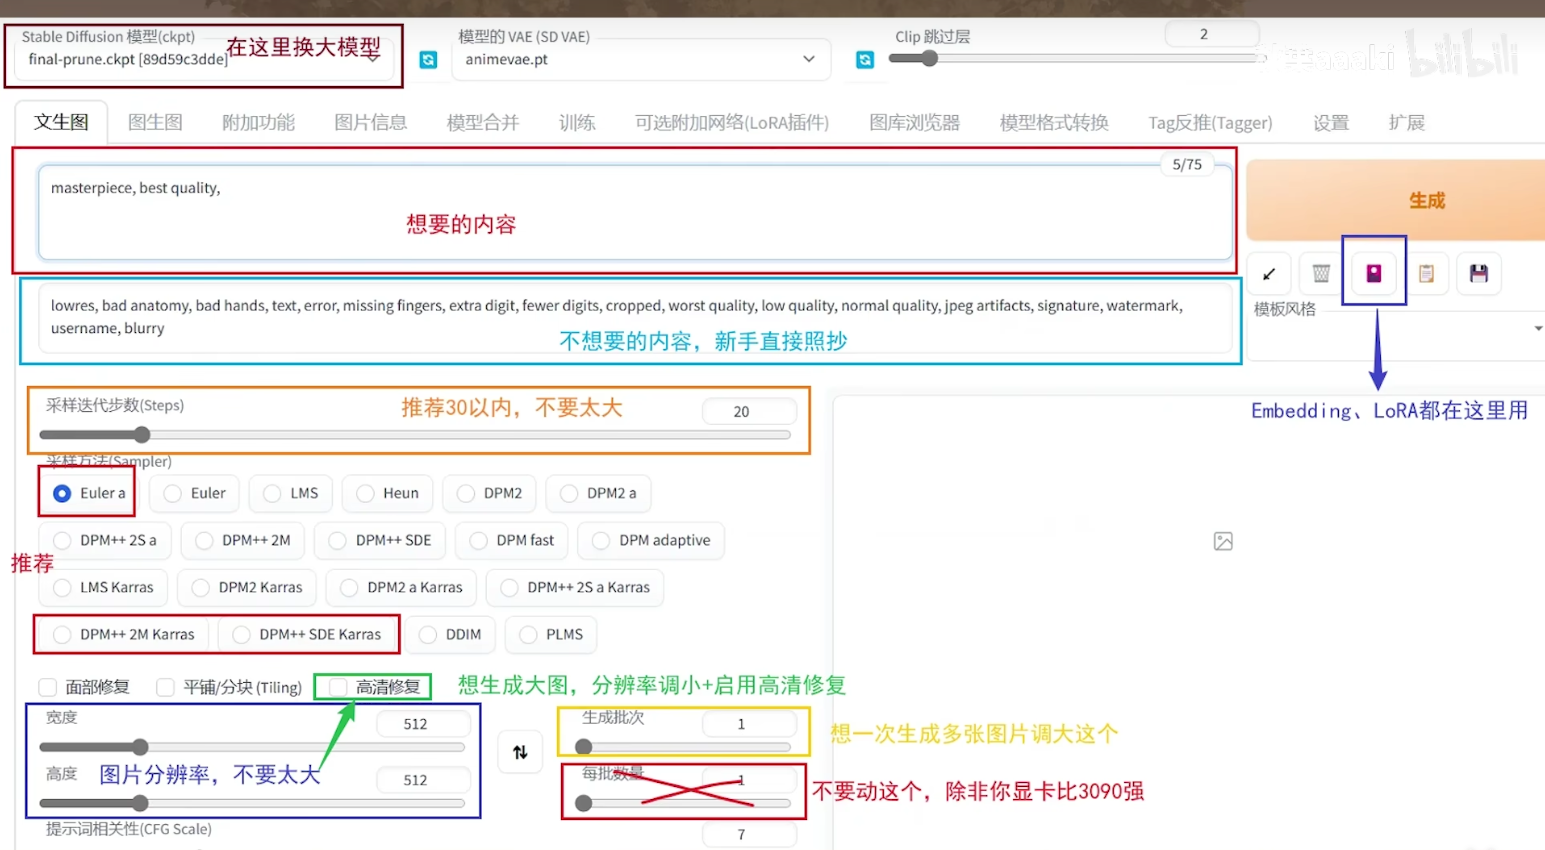 Stable Diffusion 模型(ckpt)
final-prune.ckpt [89d59c3dde]
在这里换大模型
模型的 VAE (SD VAE)
animevae.pt
Clip 跳过层
2
bilibili
文生图 图生图 附加功能 图片信息 模型合并 训练 可选附加网络(LoRA插件) 图库浏览器 模型格式转换 Tag反推(Tagger) 设置 扩展
5/75
masterpiece, best quality,
想要的内容
生成
lowres, bad anatomy, bad hands, text, error, missing fingers, extra digit, fewer digits, cropped, worst quality, low quality, normal quality, jpeg artifacts, signature, watermark,
username, blurry
不想要的内容，新手直接照抄
模板风格
Embedding、LoRA都在这里用
采样迭代步数(Steps)
推荐30以内，不要太大
20
采样方法(Sampler)
Euler a Euler LMS Heun DPM2 DPM2 a
DPM++ 2S a DPM++ 2M DPM++ SDE DPM fast DPM adaptive
推荐
LMS Karras DPM2 Karras DPM2 a Karras DPM++ 2S a Karras
DPM++ 2M Karras DPM++ SDE Karras DDIM PLMS
面部修复 平铺/分块 (Tiling) 高清修复
想生成大图，分辨率调小+启用高清修复
宽度
512
生成批次
1
想一次生成多张图片调大这个
高度
512
图片分辨率，不要太大
每批数量
1
不要动这个，除非你显卡比3090强
提示词相关性(CFG Scale)
7